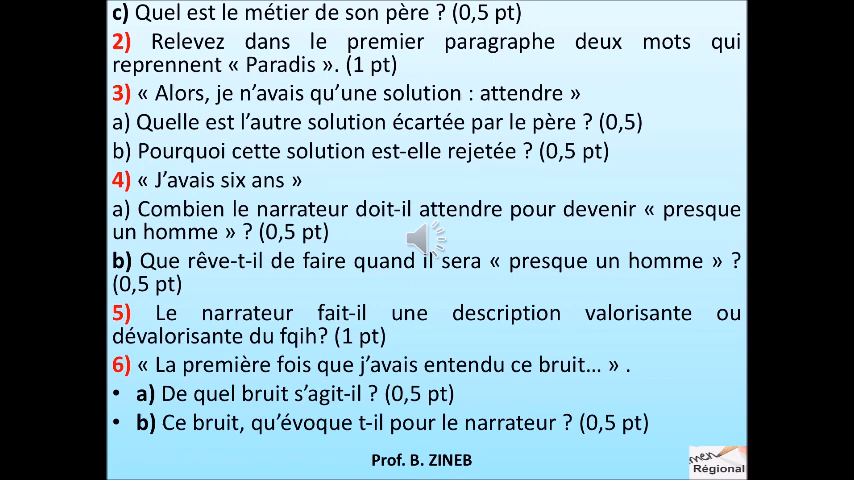 c) Quel est le métier de son père ? (0,5 pt)
2) Relevez dans le premier paragraphe deux mots qui
reprennent « Paradis ». (1 pt)
3) « Alors, je n’avais qu’une solution : attendre »
a) Quelle est l’autre solution écartée par le père ? (0,5)
b) Pourquoi cette solution est-elle rejetée ? (0,5 pt)
4) « J’avais six ans »
a) Combien le narrateur doit-il attendre pour devenir « presque
un homme » ? (0,5 pt)
b) Que rêve-t-il de faire quand il sera « presque un homme » ?
(0,5 pt)
5) Le narrateur fait-il une description valorisante ou
dévalorisante du fqih? (1 pt)
6) « La première fois que j’avais entendu ce bruit... » .
• a) De quel bruit s’agit-il ? (0,5 pt)
• b) Ce bruit, qu’évoque t-il pour le narrateur ? (0,5 pt)
Prof. B. ZINEB
men
Régional